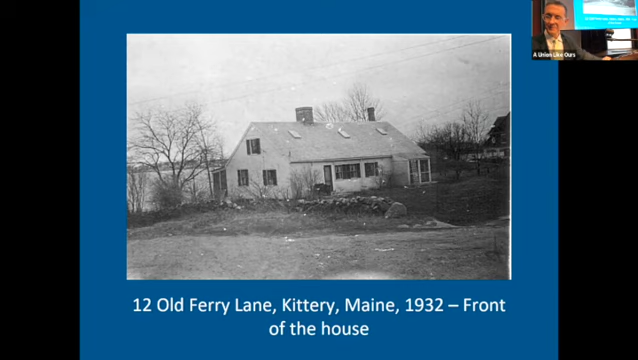 A Union Like Ours
12 Old Ferry Lane, Kittery, Maine, 1932 – Front
of the house